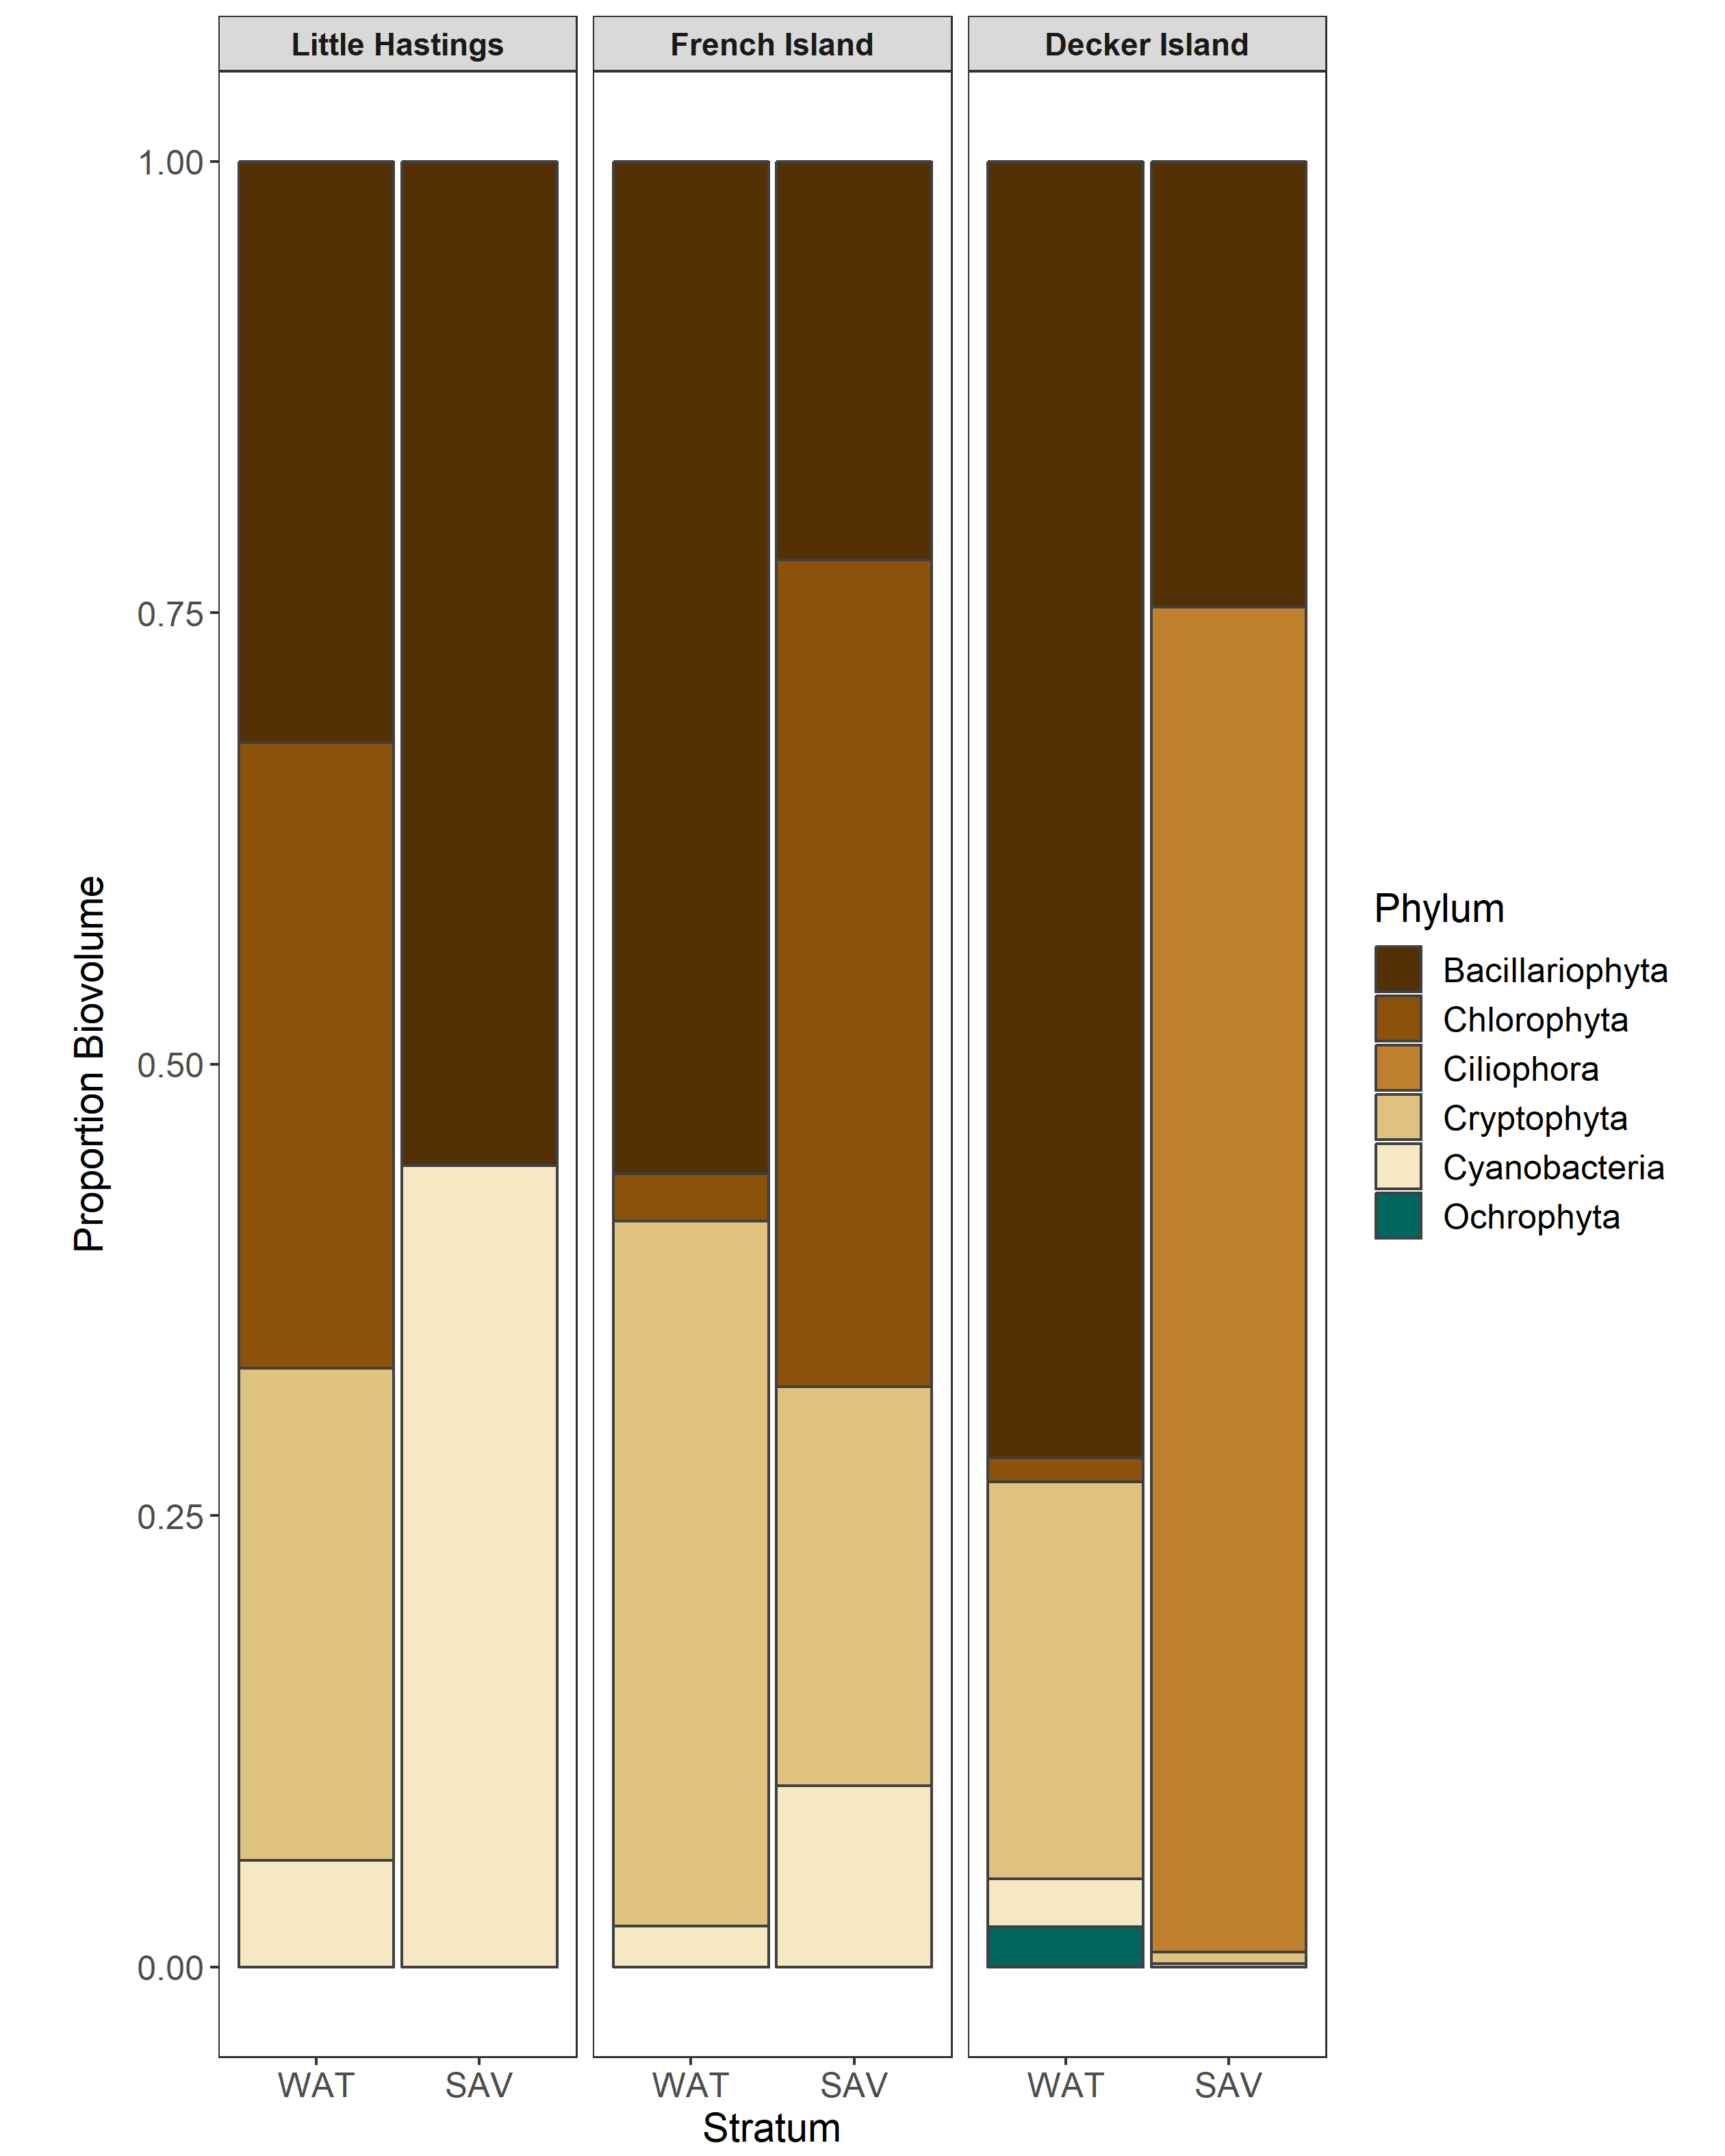 Little Hastings French Island Decker Island
1.00
0.75
0.50
0.25
0.00
Proportion Biovolume
WAT SAV WAT SAV WAT SAV
Stratum
Phylum
Bacillariophyta
Chlorophyta
Ciliophora
Cryptophyta
Cyanobacteria
Ochrophyta